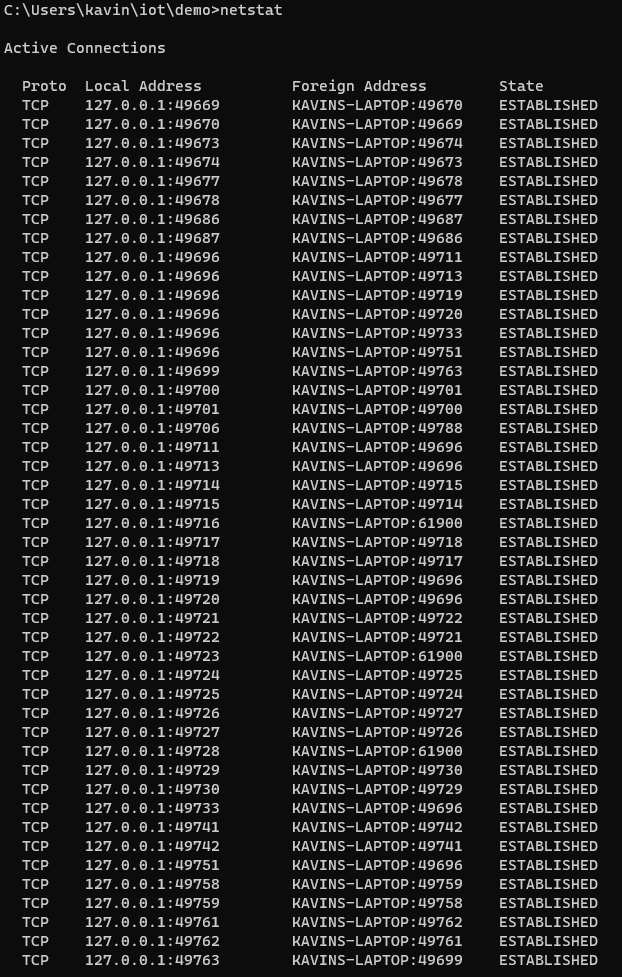 C:\Users\kavin\iot\demo>netstat
Active Connections
Proto Local Address Foreign Address State
TCP 127.0.0.1:49669 KAVINS-LAPTOP:49670 ESTABLISHED
TCP 127.0.0.1:49670 KAVINS-LAPTOP:49669 ESTABLISHED
TCP 127.0.0.1:49673 KAVINS-LAPTOP:49674 ESTABLISHED
TCP 127.0.0.1:49674 KAVINS-LAPTOP:49673 ESTABLISHED
TCP 127.0.0.1:49677 KAVINS-LAPTOP:49678 ESTABLISHED
TCP 127.0.0.1:49678 KAVINS-LAPTOP:49677 ESTABLISHED
TCP 127.0.0.1:49686 KAVINS-LAPTOP:49687 ESTABLISHED
TCP 127.0.0.1:49687 KAVINS-LAPTOP:49686 ESTABLISHED
TCP 127.0.0.1:49696 KAVINS-LAPTOP:49711 ESTABLISHED
TCP 127.0.0.1:49696 KAVINS-LAPTOP:49713 ESTABLISHED
TCP 127.0.0.1:49696 KAVINS-LAPTOP:49719 ESTABLISHED
TCP 127.0.0.1:49696 KAVINS-LAPTOP:49720 ESTABLISHED
TCP 127.0.0.1:49696 KAVINS-LAPTOP:49733 ESTABLISHED
TCP 127.0.0.1:49696 KAVINS-LAPTOP:49751 ESTABLISHED
TCP 127.0.0.1:49699 KAVINS-LAPTOP:49763 ESTABLISHED
TCP 127.0.0.1:49700 KAVINS-LAPTOP:49701 ESTABLISHED
TCP 127.0.0.1:49701 KAVINS-LAPTOP:49700 ESTABLISHED
TCP 127.0.0.1:49706 KAVINS-LAPTOP:49788 ESTABLISHED
TCP 127.0.0.1:49711 KAVINS-LAPTOP:49696 ESTABLISHED
TCP 127.0.0.1:49713 KAVINS-LAPTOP:49696 ESTABLISHED
TCP 127.0.0.1:49714 KAVINS-LAPTOP:49715 ESTABLISHED
TCP 127.0.0.1:49715 KAVINS-LAPTOP:49714 ESTABLISHED
TCP 127.0.0.1:49716 KAVINS-LAPTOP:61900 ESTABLISHED
TCP 127.0.0.1:49717 KAVINS-LAPTOP:49718 ESTABLISHED
TCP 127.0.0.1:49718 KAVINS-LAPTOP:49717 ESTABLISHED
TCP 127.0.0.1:49719 KAVINS-LAPTOP:49696 ESTABLISHED
TCP 127.0.0.1:49720 KAVINS-LAPTOP:49696 ESTABLISHED
TCP 127.0.0.1:49721 KAVINS-LAPTOP:49722 ESTABLISHED
TCP 127.0.0.1:49722 KAVINS-LAPTOP:49721 ESTABLISHED
TCP 127.0.0.1:49723 KAVINS-LAPTOP:61900 ESTABLISHED
TCP 127.0.0.1:49724 KAVINS-LAPTOP:49725 ESTABLISHED
TCP 127.0.0.1:49725 KAVINS-LAPTOP:49724 ESTABLISHED
TCP 127.0.0.1:49726 KAVINS-LAPTOP:49727 ESTABLISHED
TCP 127.0.0.1:49727 KAVINS-LAPTOP:49726 ESTABLISHED
TCP 127.0.0.1:49728 KAVINS-LAPTOP:61900 ESTABLISHED
TCP 127.0.0.1:49729 KAVINS-LAPTOP:49730 ESTABLISHED
TCP 127.0.0.1:49730 KAVINS-LAPTOP:49729 ESTABLISHED
TCP 127.0.0.1:49733 KAVINS-LAPTOP:49696 ESTABLISHED
TCP 127.0.0.1:49741 KAVINS-LAPTOP:49742 ESTABLISHED
TCP 127.0.0.1:49742 KAVINS-LAPTOP:49741 ESTABLISHED
TCP 127.0.0.1:49751 KAVINS-LAPTOP:49696 ESTABLISHED
TCP 127.0.0.1:49758 KAVINS-LAPTOP:49759 ESTABLISHED
TCP 127.0.0.1:49759 KAVINS-LAPTOP:49758 ESTABLISHED
TCP 127.0.0.1:49761 KAVINS-LAPTOP:49762 ESTABLISHED
TCP 127.0.0.1:49762 KAVINS-LAPTOP:49761 ESTABLISHED
TCP 127.0.0.1:49763 KAVINS-LAPTOP:49699 ESTABLISHED